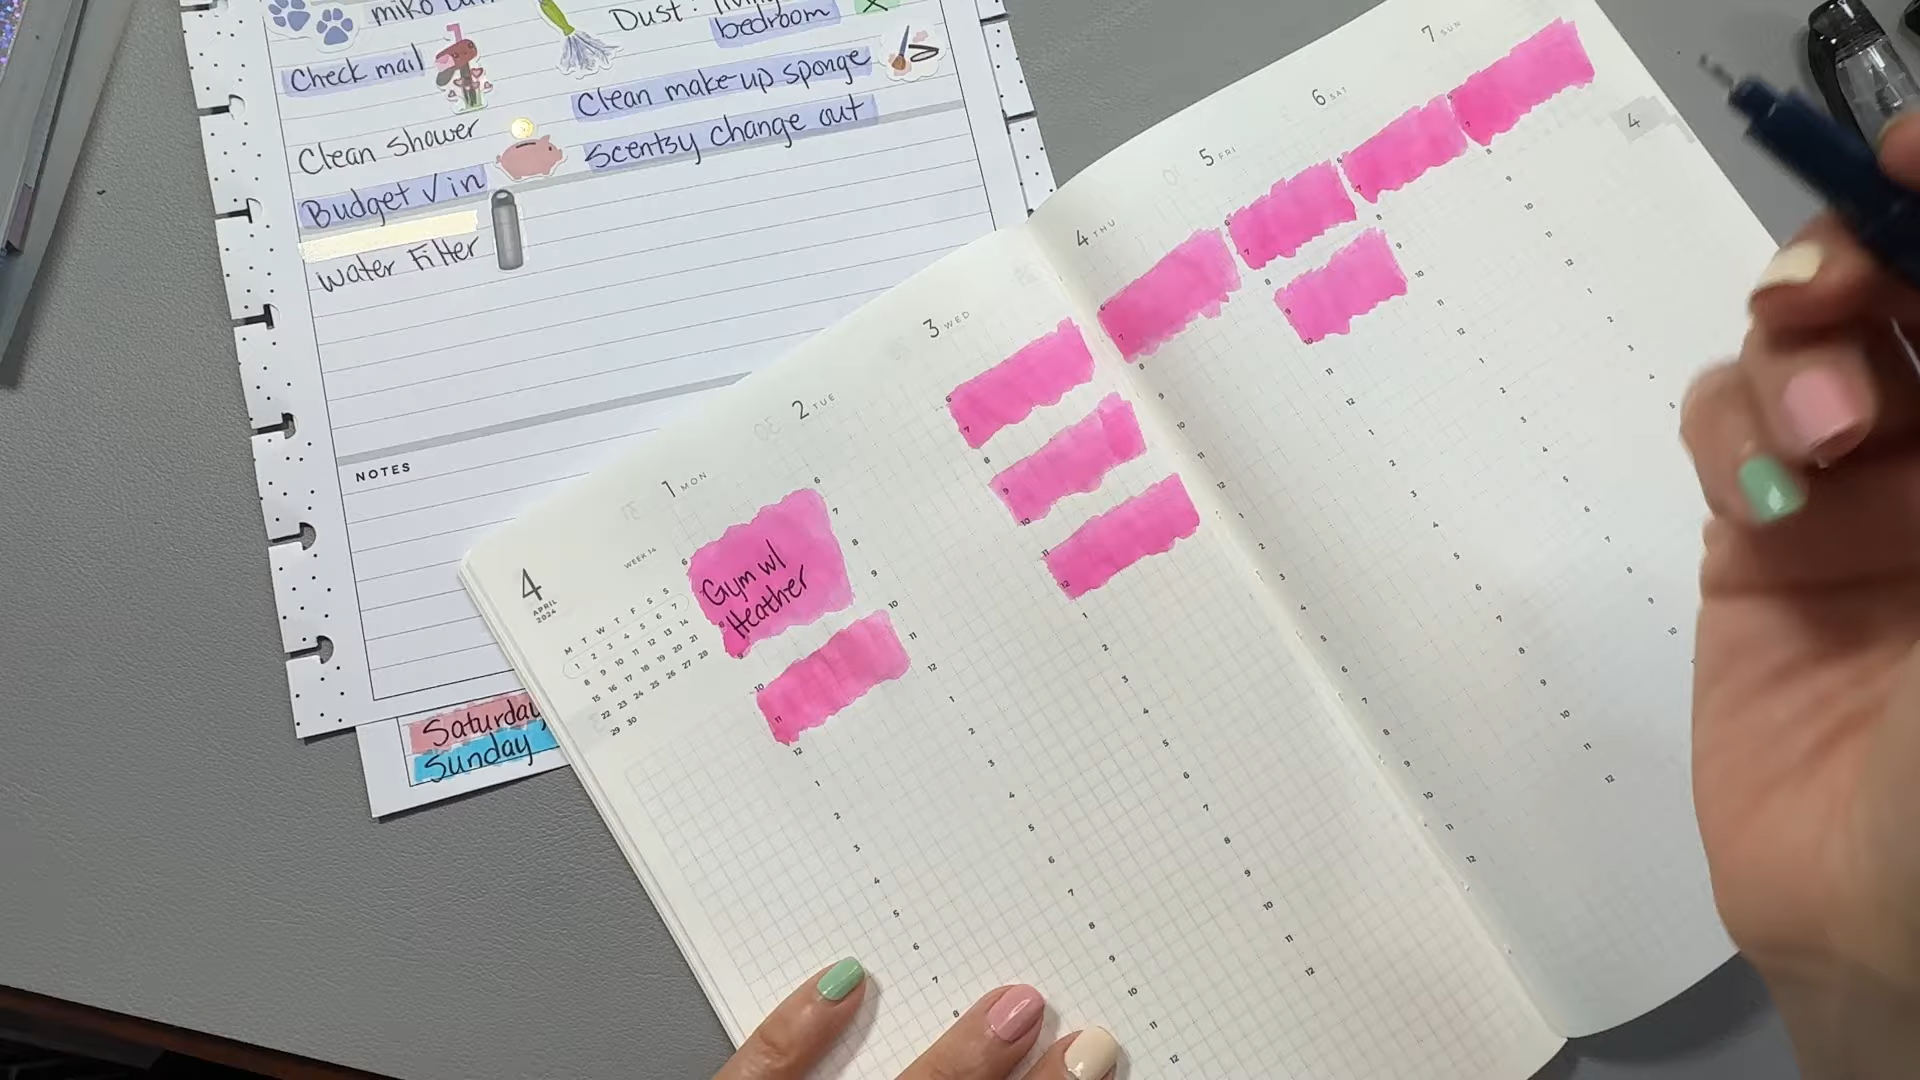 Dust:
bedroom
Check mail
Clean make-up sponge
Clean Shower
Scentsy change out
Budget √ in
Water Filter
NOTES
Saturday
Sunday
4
APRIL
2024
WEEK 14
M T W T F S S
1 2 3 4 5 6 7
8 9 10 11 12 13 14
15 16 17 18 19 20 21
22 23 24 25 26 27 28
29 30
1 MON
2 TUE
3 WED
4 THU
5 FRI
6 SAT
7 SUN
4
Gym w/
Heather